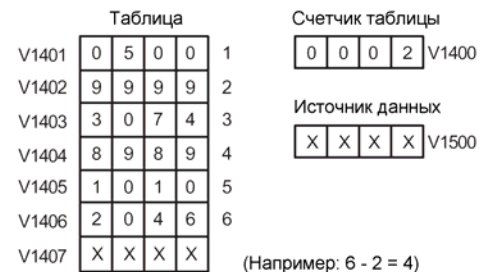 Таблица
V1401 0 5 0 0 1
V1402 9 9 9 9 2
V1403 3 0 7 4 3
V1404 8 9 8 9 4
V1405 1 0 1 0 5
V1406 2 0 4 6 6
V1407 X X X X
Счетчик таблицы
0 0 0 2 V1400
Источник данных
X X X X V1500
(Например: 6 - 2 = 4)